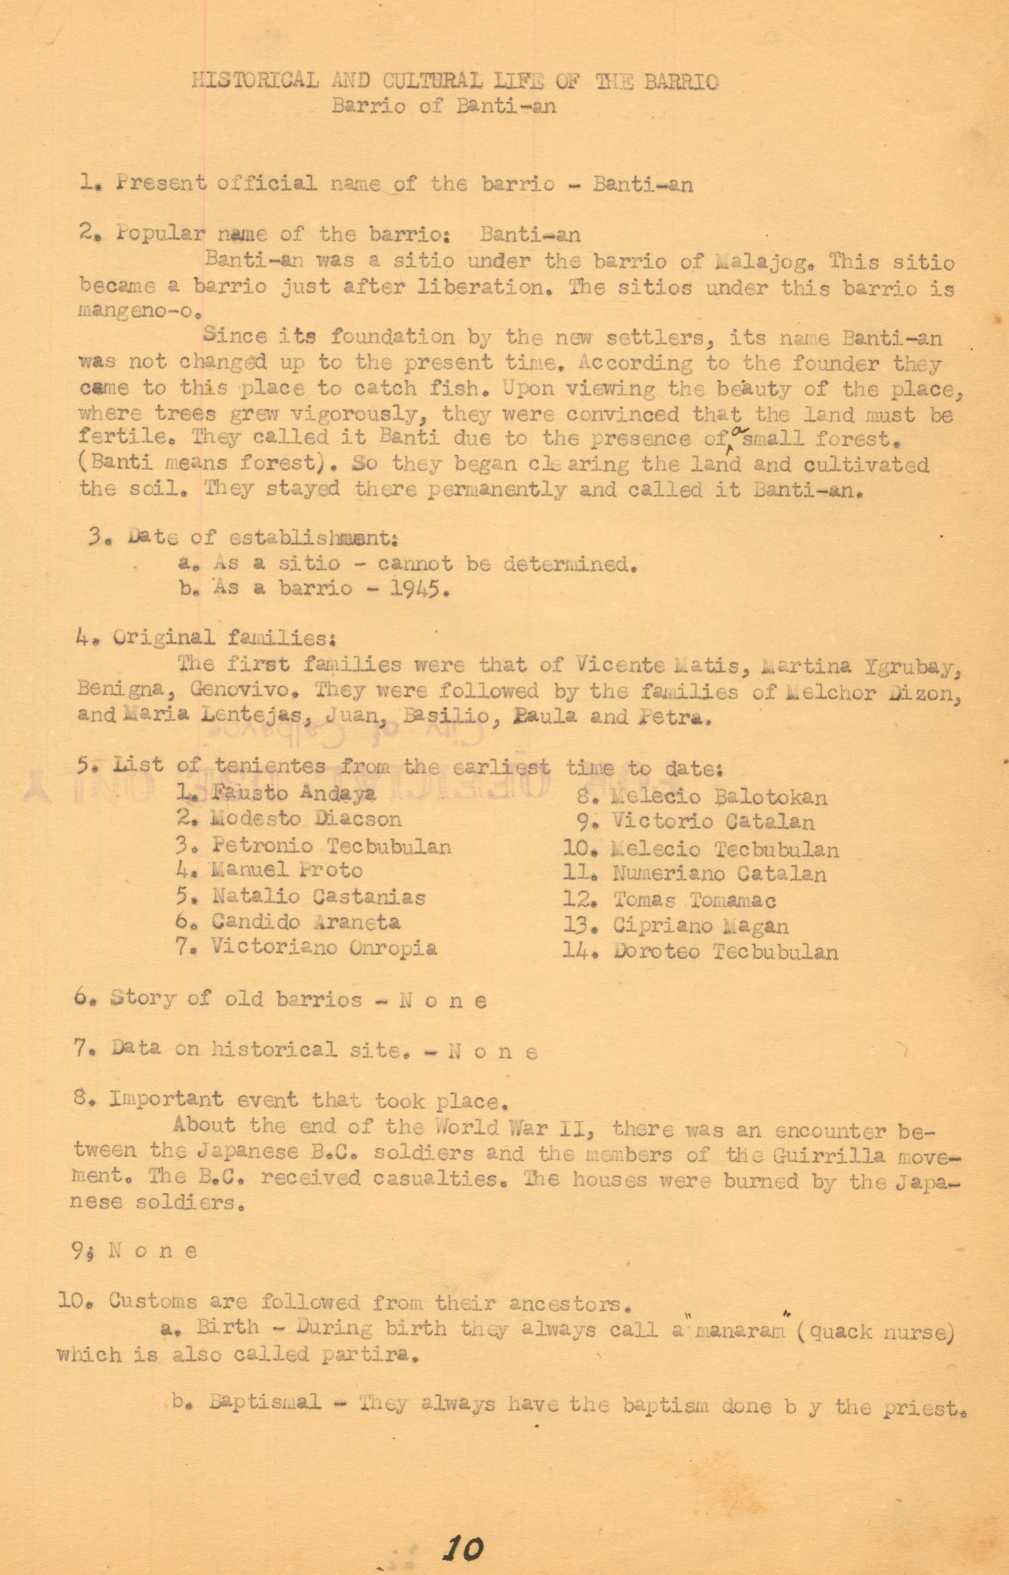 HISTORICAL AND CULTURAL LIFE OF THE BARRIO
Barrio of Banti-an
1. Present official name of the barrio - Banti-an
2. Popular name of the barrio: Banti-an
Banti-an was a sitio under the barrio of Malajog. This sitio
became a barrio just after liberation. The sitios under this barrio is
mangeno-o.
Since its foundation by the new settlers, its name Banti-an
was not changed up to the present time. According to the founder they
came to this place to catch fish. Upon viewing the beauty of the place,
where trees grew vigorously, they were convinced that the land must be
fertile. They called it Banti due to the presence of a small forest.
(Banti means forest). So they began clearing the land and cultivated
the soil. They stayed there permanently and called it Banti-an.
3. Date of establishment:
a. As a sitio - cannot be determined.
b. As a barrio - 1945.
4. Original families:
The first families were that of Vicente Matis, Martina Ygrubay,
Benigna, Genovivo. They were followed by the families of Melchor Dizon,
and Maria Lentejas, Juan, Basilio, Paula and Petra.
5. List of tenientes from the earliest time to date:
1. Fausto Andaya 8. Melecio Balotokan
2. Modesto Diacson 9. Victorio Catalan
3. Petronio Tecbubulan 10. Melecio Tecbubulan
4. Manuel Proto 11. Numeriano Catalan
5. Natalio Castanias 12. Tomas Tomamac
6. Candido Araneta 13. Cipriano Magan
7. Victoriano Onropia 14. Doroteo Tecbubulan
6. Story of old barrios - N o n e
7. Data on historical site. - N o n e
8. Important event that took place.
About the end of the World War II, there was an encounter be-
tween the Japanese B.C. soldiers and the members of the Guirrilla move-
ment. The B.C. received casualties. The houses were burned by the Japa-
nese soldiers.
9; N o n e
10. Customs are followed from their ancestors.
a. Birth - During birth they always call a "manaram" (quack nurse)
which is also called partira.
b. Baptismal - They always have the baptism done b y the priest.
10